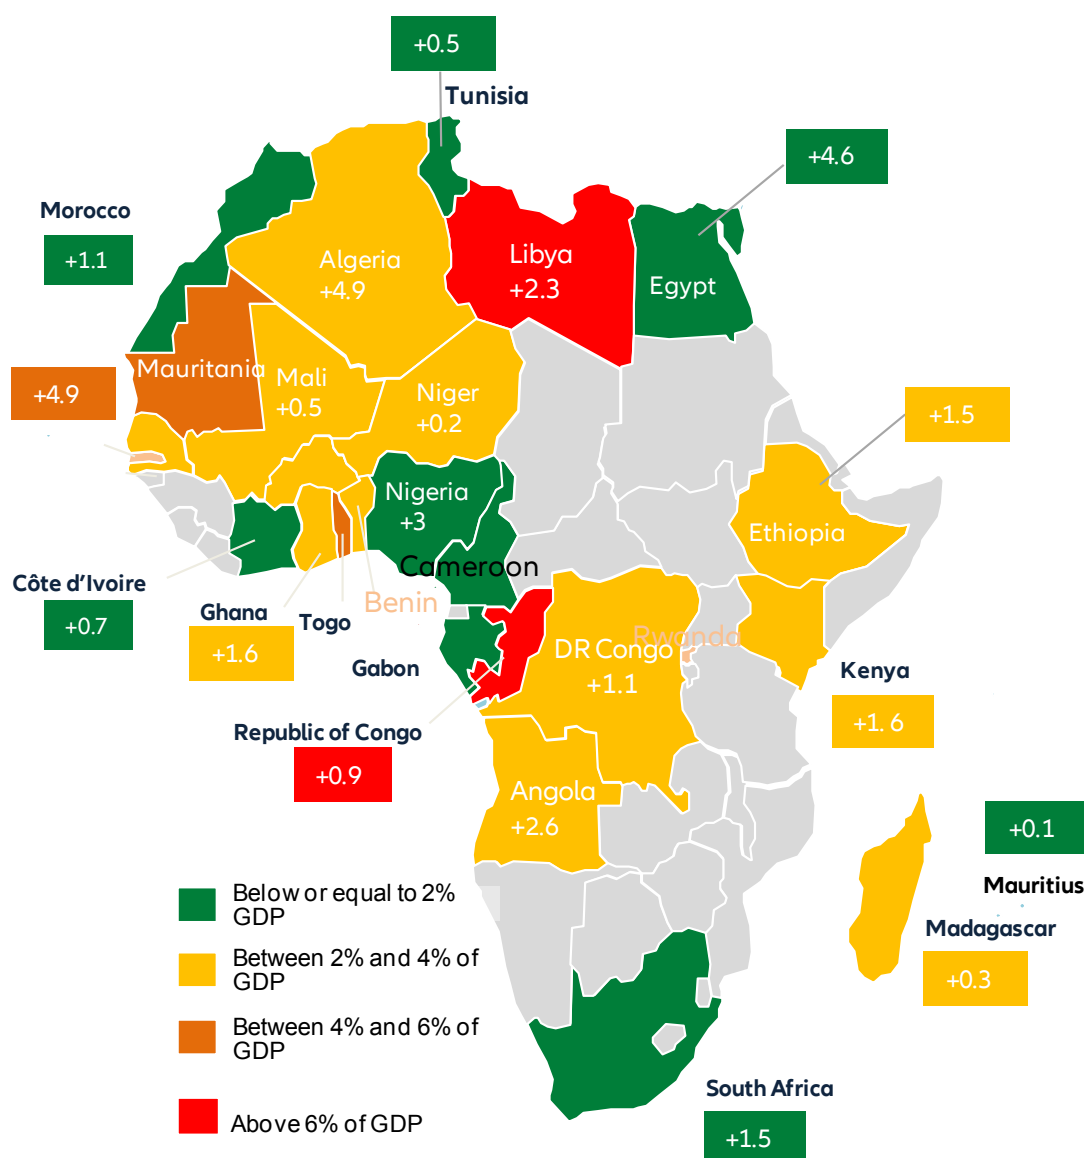 +0.5
Tunisia
+4.6
Morocco
+1.1
Algeria
+4.9
Libya
+2.3
Egypt
Mauritania
+4.9
Mali
+0.5
Niger
+0.2
+1.5
Nigeria
+3
Ethiopia
Cameroon
Côte d’Ivoire
+0.7
Ghana
+1.6
Togo
Benin
Gabon
Rwanda
DR Congo
+1.1
Kenya
+1. 6
Republic of Congo
+0.9
Angola
+2.6
+0.1
Mauritius
Madagascar
+0.3
Below or equal to 2%
GDP
Between 2% and 4% of
GDP
Between 4% and 6% of
GDP
Above 6% of GDP
South Africa
+1.5